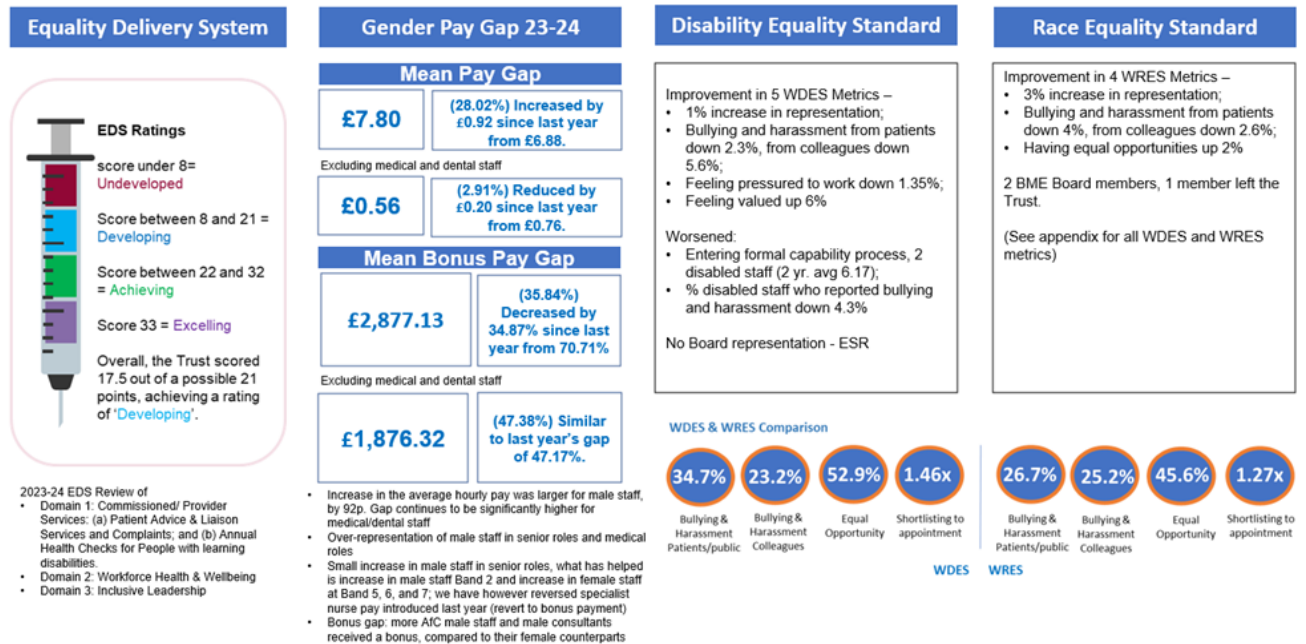 Equality Delivery System
EDS Ratings
score under 8=
Undeveloped
Score between 8 and 21 =
Developing
Score between 22 and 32
= Achieving
Score 33 = Excelling
Overall, the Trust scored
17.5 out of a possible 21
points, achieving a rating
of ‘Developing’.
2023-24 EDS Review of
• Domain 1: Commissioned/ Provider
Services: (a) Patient Advice & Liaison
Services and Complaints; and (b) Annual
Health Checks for People with learning
disabilities.
• Domain 2: Workforce Health & Wellbeing
• Domain 3: Inclusive Leadership
Gender Pay Gap 23-24
Mean Pay Gap
£7.80
(28.02%) Increased by
£0.92 since last year
from £6.88.
Excluding medical and dental staff
£0.56
(2.91%) Reduced by
£0.20 since last year
from £0.76.
Mean Bonus Pay Gap
£2,877.13
(35.84%)
Decreased by
34.87% since last
year from 70.71%
Excluding medical and dental staff
£1,876.32
(47.38%) Similar
to last year’s gap
of 47.17%.
• Increase in the average hourly pay was larger for male staff,
by 92p. Gap continues to be significantly higher for
medical/dental staff
• Over-representation of male staff in senior roles and medical
roles
• Small increase in male staff in senior roles, what has helped
is increase in male staff Band 2 and increase in female staff
at Band 5, 6, and 7; we have however reversed specialist
nurse pay introduced last year (revert to bonus payment)
• Bonus gap: more AfC male staff and male consultants
received a bonus, compared to their female counterparts
Disability Equality Standard
Improvement in 5 WDES Metrics –
• 1% increase in representation;
• Bullying and harassment from patients
down 2.3%, from colleagues down
5.6%;
• Feeling pressured to work down 1.35%;
• Feeling valued up 6%
Worsened:
• Entering formal capability process, 2
disabled staff (2 yr. avg 6.17);
• % disabled staff who reported bullying
and harassment down 4.3%
No Board representation - ESR
Race Equality Standard
Improvement in 4 WRES Metrics –
• 3% increase in representation;
• Bullying and harassment from patients
down 4%, from colleagues down 2.6%;
• Having equal opportunities up 2%
2 BME Board members, 1 member left the
Trust.
(See appendix for all WDES and WRES
metrics)
WDES & WRES Comparison
34.7%
Bullying &
Harassment
Patients/public
23.2%
Bullying &
Harassment
Colleagues
52.9%
Equal
Opportunity
1.46x
Shortlisting to
appointment
26.7%
Bullying &
Harassment
Patients/public
25.2%
Bullying &
Harassment
Colleagues
45.6%
Equal
Opportunity
1.27x
Shortlisting to
appointment
WDES WRES